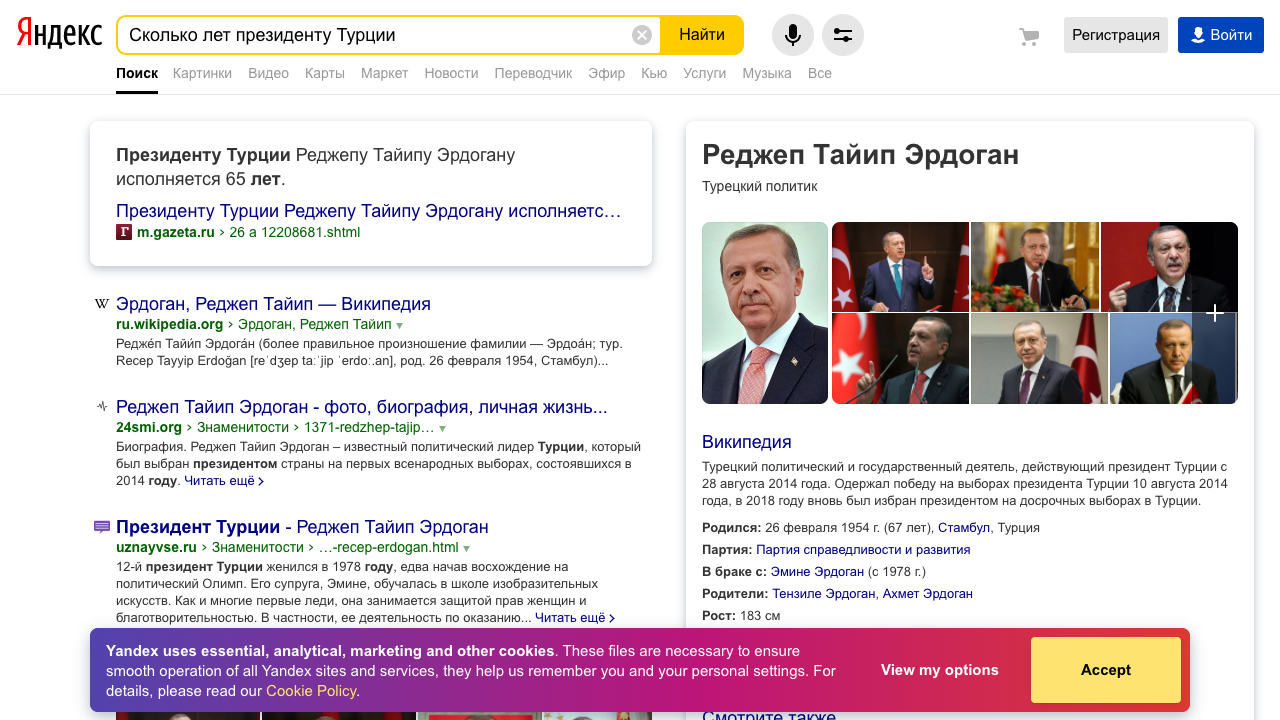 Яндекс
Сколько лет президенту Турции
Найти
Регистрация
Войти
Поиск Картинки Видео Карты Маркет Новости Переводчик Эфир Кью Услуги Музыка Все
Президенту Турции Реджепу Тайипу Эрдогану
исполняется 65 лет.
Президенту Турции Реджепу Тайипу Эрдогану исполняетс…
m.gazeta.ru › 26 a 12208681.shtml
Эрдоган, Реджеп Тайип — Википедия
ru.wikipedia.org › Эрдоган, Реджеп Тайип
Редже́п Тайи́п Эрдога́н (более правильное произношение фамилии — Эрдоа́н; тур.
Recep Tayyip Erdoğan [reˈdʒep taːˈjip ˈerdoː.an], род. 26 февраля 1954, Стамбул)...
Реджеп Тайип Эрдоган - фото, биография, личная жизнь...
24smi.org › Знаменитости › 1371-redzhep-tajip…
Биография. Реджеп Тайип Эрдоган – известный политический лидер Турции, который
был выбран президентом страны на первых всенародных выборах, состоявшихся в
2014 году. Читать ещё
Президент Турции - Реджеп Тайип Эрдоган
uznayvse.ru › Знаменитости › …-recep-erdogan.html
12-й президент Турции женился в 1978 году, едва начав восхождение на
политический Олимп. Его супруга, Эмине, обучалась в школе изобразительных
искусств. Как и многие первые леди, она занимается защитой прав женщин и
благотворительностью. В частности, ее деятельность по оказанию... Читать ещё
Реджеп Тайип Эрдоган
Турецкий политик
Википедия
Турецкий политический и государственный деятель, действующий президент Турции с
28 августа 2014 года. Одержал победу на выборах президента Турции 10 августа 2014
года, в 2018 году вновь был избран президентом на досрочных выборах в Турции.
Родился: 26 февраля 1954 г. (67 лет), Стамбул, Турция
Партия: Партия справедливости и развития
В браке с: Эмине Эрдоган (с 1978 г.)
Родители: Тензиле Эрдоган, Ахмет Эрдоган
Рост: 183 см
Yandex uses essential, analytical, marketing and other cookies. These files are necessary to ensure
smooth operation of all Yandex sites and services, they help us remember you and your personal settings. For
details, please read our Cookie Policy.
View my options
Accept
Смотрите также